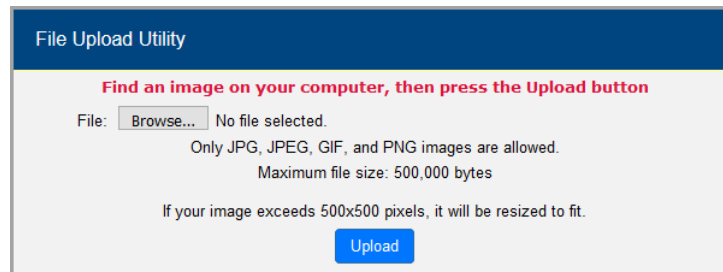 File Upload Utility
Find an image on your computer, then press the Upload button
File: Browse... No file selected.
Only JPG, JPEG, GIF, and PNG images are allowed.
Maximum file size: 500,000 bytes
If your image exceeds 500x500 pixels, it will be resized to fit.
Upload